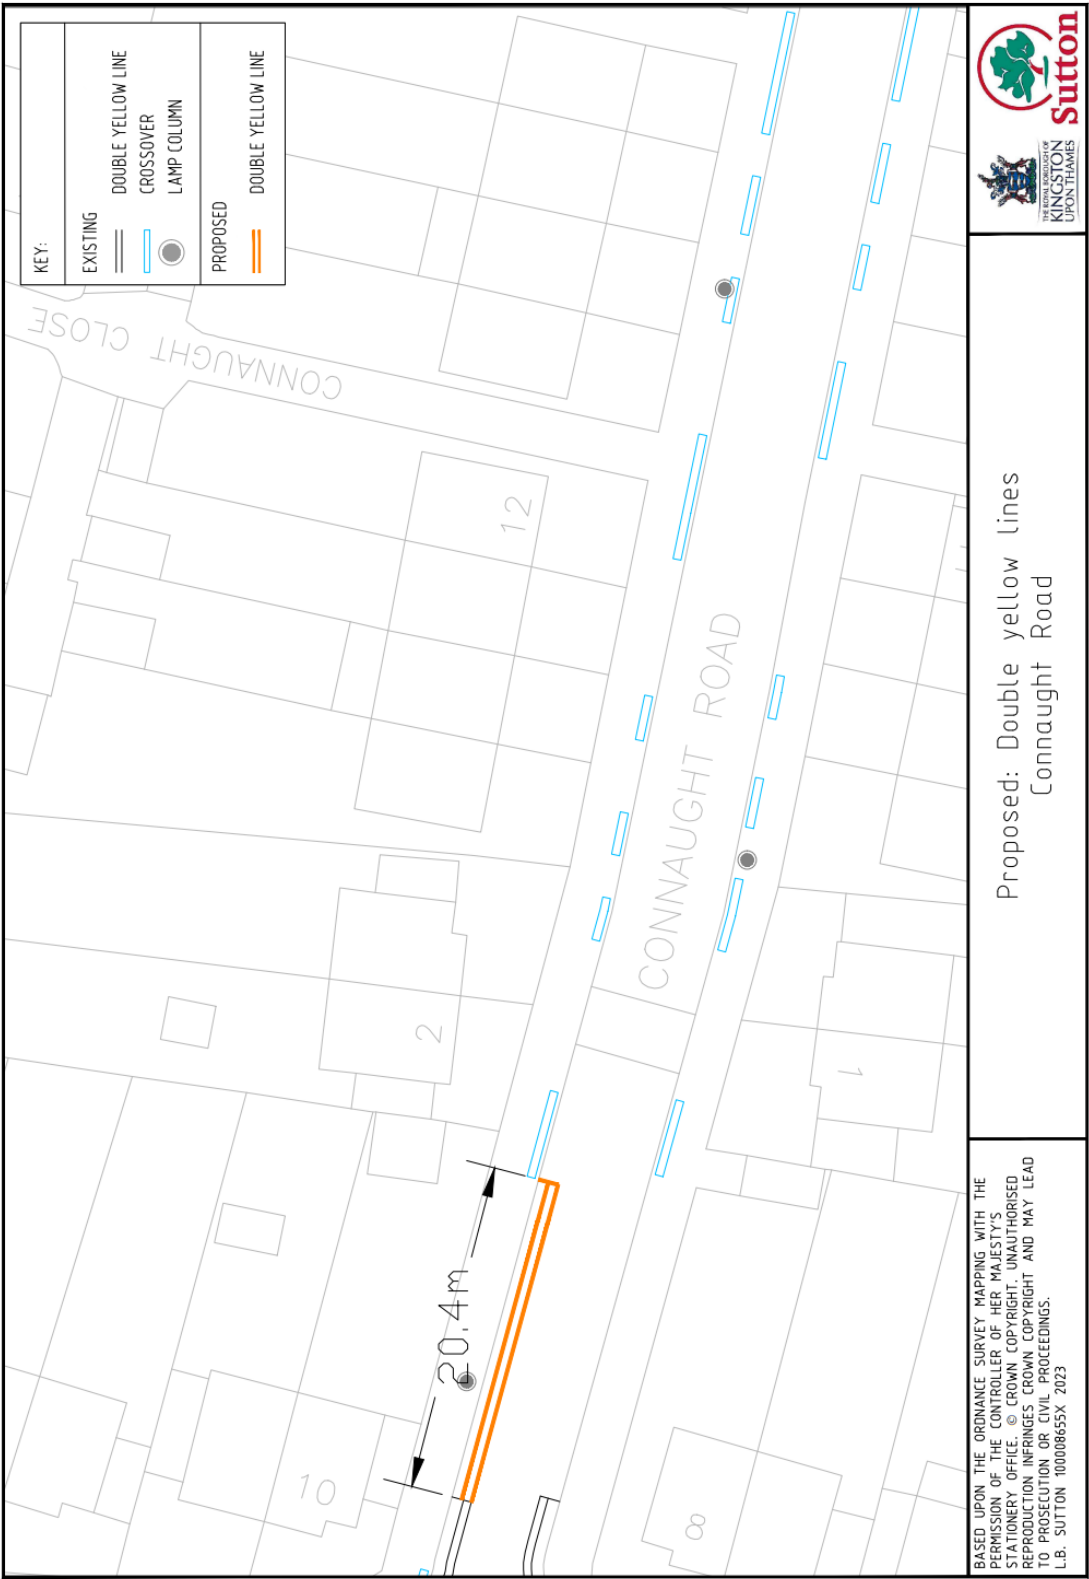 KEY:
EXISTING
DOUBLE YELLOW LINE
CROSSOVER
LAMP COLUMN
PROPOSED
DOUBLE YELLOW LINE
CONNAUGHT CLOSE
12
CONNAUGHT ROAD
2
1
20.4m
10
8
Sutton
THE ROYAL BOROUGH OF
KINGSTON
UPON THAMES
Proposed: Double yellow lines
Connaught Road
BASED UPON THE ORDNANCE SURVEY MAPPING WITH THE
PERMISSION OF THE CONTROLLER OF HER MAJESTY'S
STATIONERY OFFICE. © CROWN COPYRIGHT. UNAUTHORISED
REPRODUCTION INFRINGES CROWN COPYRIGHT AND MAY LEAD
TO PROSECUTION OR CIVIL PROCEEDINGS.
L.B. SUTTON 100008655X 2023